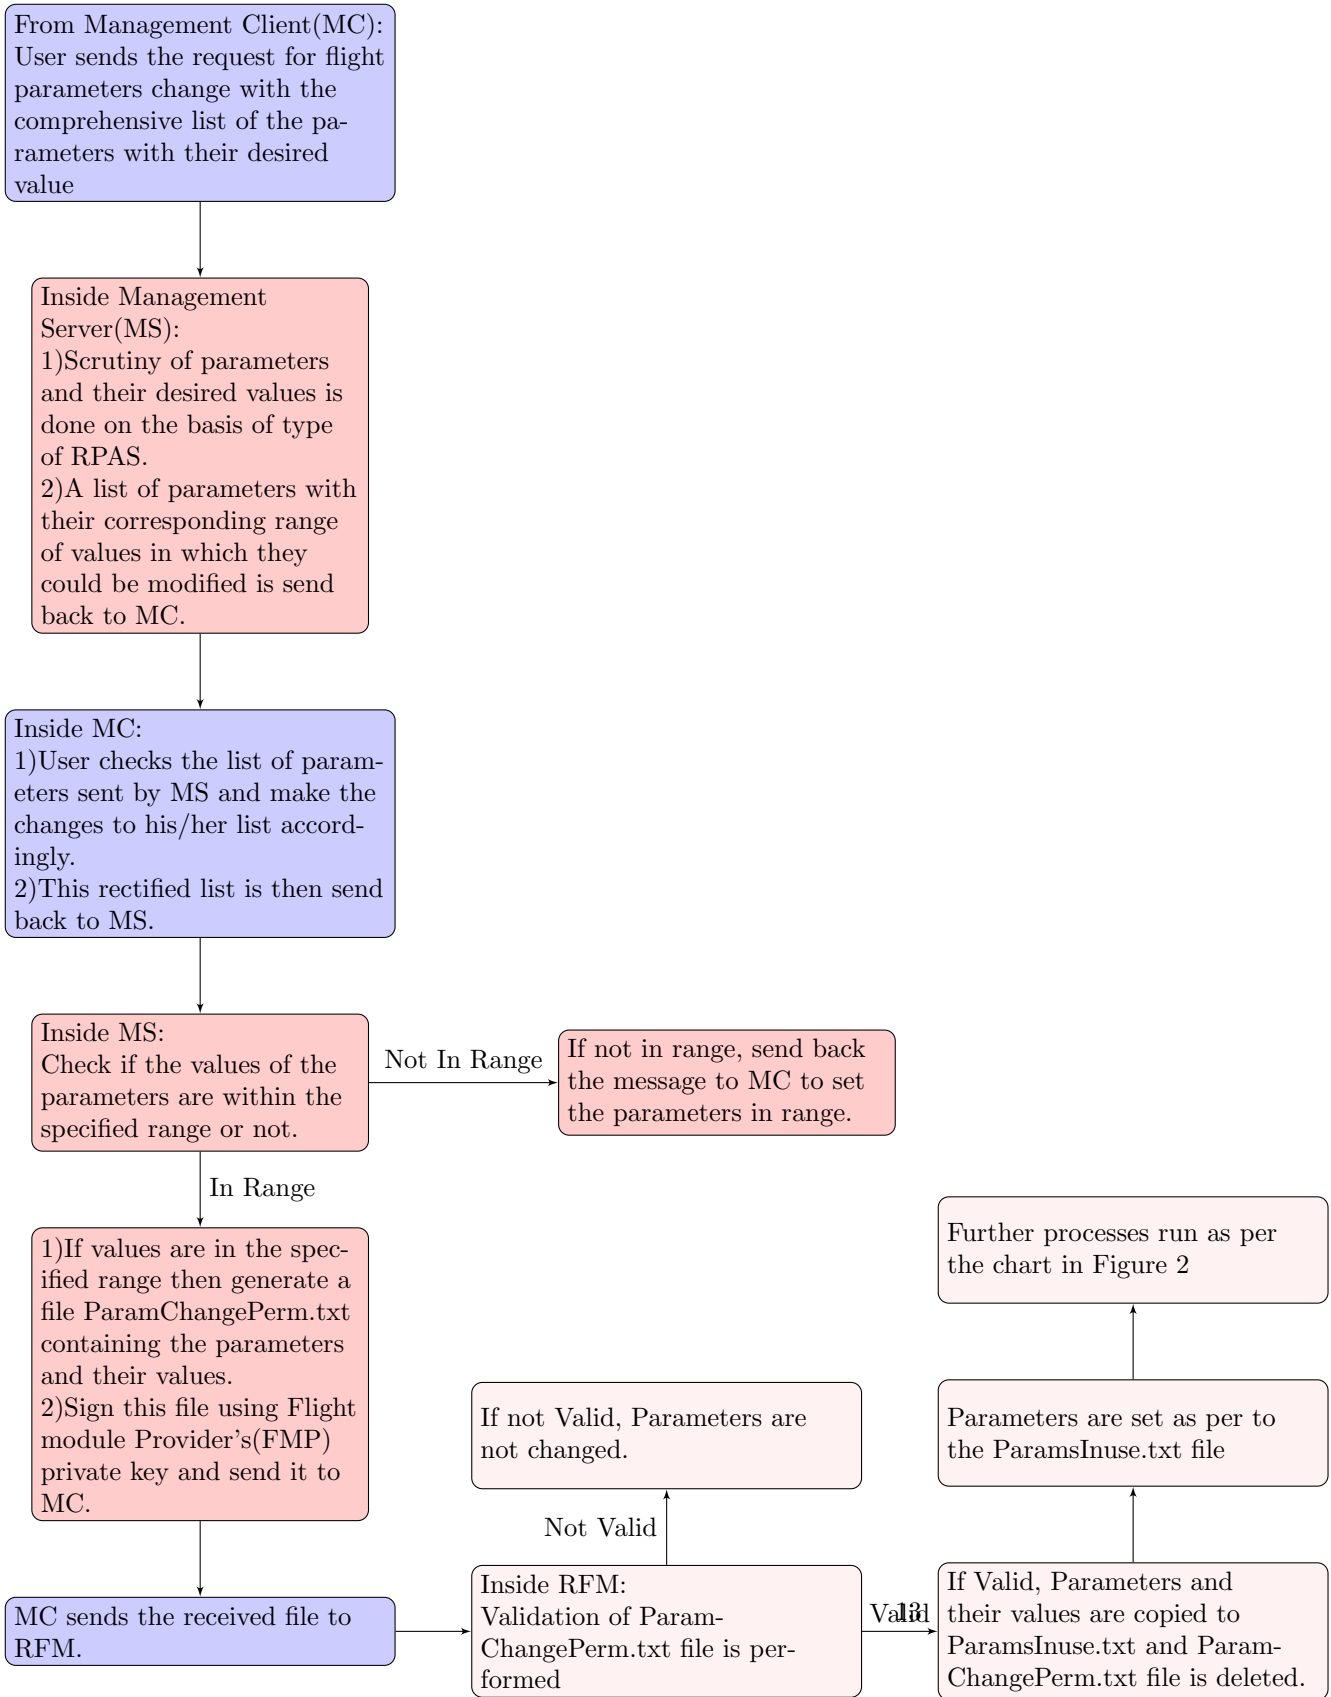 From Management Client(MC):
User sends the request for flight
parameters change with the
comprehensive list of the pa-
rameters with their desired
value
Inside Management
Server(MS):
1)Scrutiny of parameters
and their desired values is
done on the basis of type
of RPAS.
2)A list of parameters with
their corresponding range
of values in which they
could be modified is send
back to MC.
Inside MC:
1)User checks the list of param-
eters sent by MS and make the
changes to his/her list accord-
ingly.
2)This rectified list is then send
back to MS.
Inside MS:
Check if the values of the
parameters are within the
specified range or not.
Not In Range
If not in range, send back
the message to MC to set
the parameters in range.
In Range
1)If values are in the spec-
ified range then generate a
file ParamChangePerm.txt
containing the parameters
and their values.
2)Sign this file using Flight
module Provider's(FMP)
private key and send it to
MC.
MC sends the received file to
RFM.
Inside RFM:
Validation of Param-
ChangePerm.txt file is per-
formed
Not Valid
If not Valid, Parameters are
not changed.
Valid
13
If Valid, Parameters and
their values are copied to
ParamsInuse.txt and Param-
ChangePerm.txt file is deleted.
Parameters are set as per to
the ParamsInuse.txt file
Further processes run as per
the chart in Figure 2